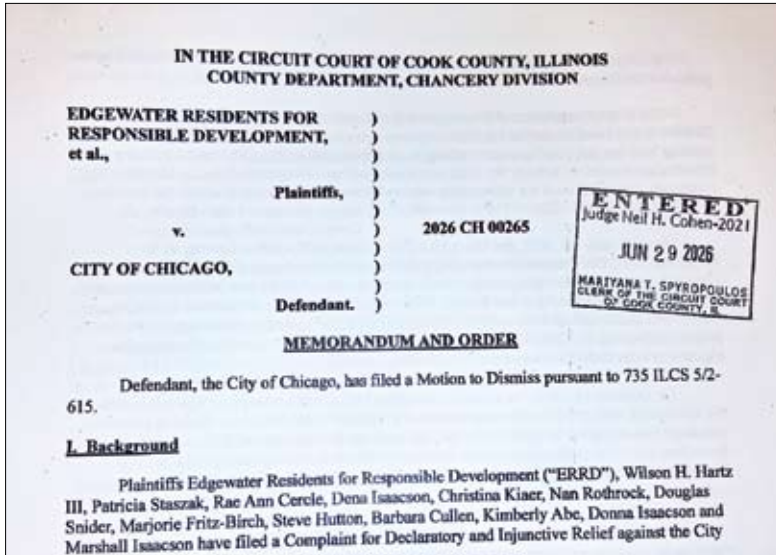 IN THE CIRCUIT COURT OF COOK COUNTY, ILLINOIS
COUNTY DEPARTMENT, CHANCERY DIVISION
EDGEWATER RESIDENTS FOR )
RESPONSIBLE DEVELOPMENT, )
et al., )
)
Plaintiffs, )
)
v. ) 2026 CH 00265
)
CITY OF CHICAGO, )
)
Defendant. )
ENTERED
Judge Neil H. Cohen-2021
JUN 29 2026
MARIYANA T. SPYROPOULOS
CLERK OF THE CIRCUIT COURT
OF COOK COUNTY, IL
MEMORANDUM AND ORDER
Defendant, the City of Chicago, has filed a Motion to Dismiss pursuant to 735 ILCS 5/2-
615.
I. Background
Plaintiffs Edgewater Residents for Responsible Development ("ERRD"), Wilson H. Hartz
III, Patricia Staszak, Rae Ann Cercle, Dena Isaacson, Christina Kiaer, Nan Rothrock, Douglas
Snider, Marjorie Fritz-Birch, Steve Hutton, Barbara Cullen, Kimberly Abe, Donna Isaacson and
Marshall Isaacson have filed a Complaint for Declaratory and Injunctive Relief against the City